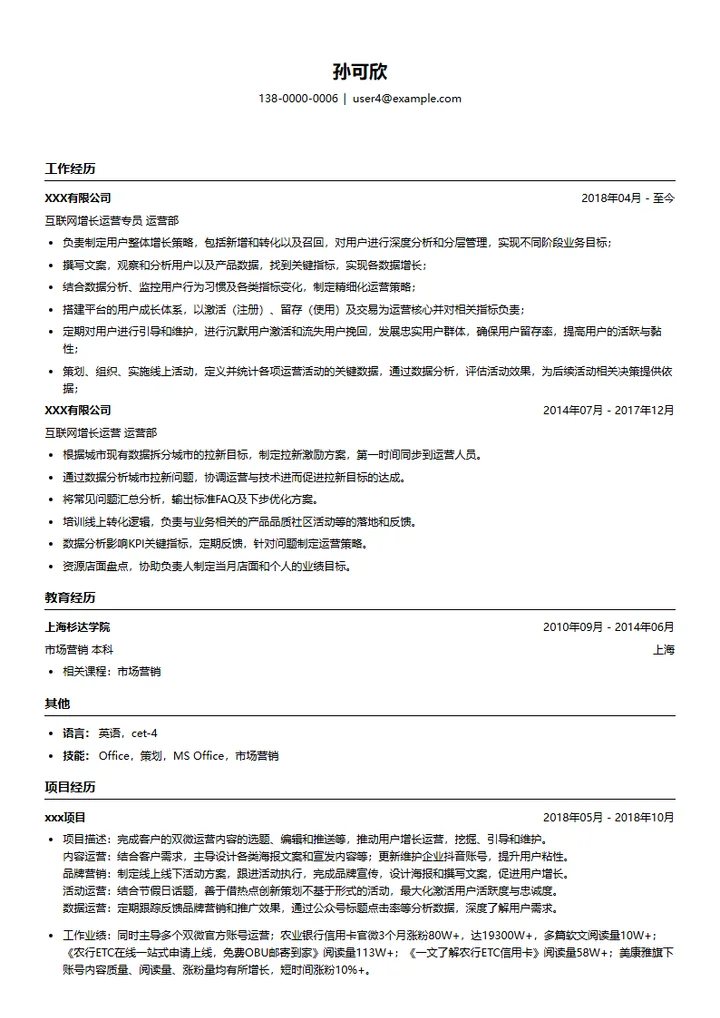 孙可欣
138-0000-0006 | user4@example.com
工作经历
XXX有限公司 2018年04月 - 至今
互联网增长运营专员 运营部
• 负责制定用户整体增长策略，包括新增和转化以及召回，对用户进行深度分析和分层管理，实现不同阶段业务目标；
• 撰写文案，观察和分析用户以及产品数据，找到关键指标，实现各数据增长；
• 结合数据分析、监控用户行为习惯及各类指标变化，制定精细化运营策略；
• 搭建平台的用户成长体系，以激活（注册）、留存（使用）及交易为运营核心并对相关指标负责；
• 定期对用户进行引导和维护，进行沉默用户激活和流失用户挽回，发展忠实用户群体，确保用户留存率，提高用户的活跃与黏
性；
• 策划、组织、实施线上活动，定义并统计各项运营活动的关键数据，通过数据分析，评估活动效果，为后续活动相关决策提供依
据；
XXX有限公司 2014年07月 - 2017年12月
互联网增长运营 运营部
• 根据城市现有数据拆分城市的拉新目标，制定拉新激励方案，第一时间同步到运营人员。
• 通过数据分析城市拉新问题，协调运营与技术进而促进拉新目标的达成。
• 将常见问题汇总分析，输出标准FAQ及下步优化方案。
• 培训线上转化逻辑，负责与业务相关的产品品质社区活动等的落地和反馈。
• 数据分析影响KPI关键指标，定期反馈，针对问题制定运营策略。
• 资源店面盘点，协助负责人制定当月店面和个人的业绩目标。
教育经历
上海杉达学院 2010年09月 - 2014年06月
市场营销 本科 上海
• 相关课程：市场营销
其他
• 语言： 英语，cet-4
• 技能： Office，策划，MS Office，市场营销
项目经历
xxx项目 2018年05月 - 2018年10月
• 项目描述：完成客户的双微运营内容的选题、编辑和推送等，推动用户增长运营，挖掘、引导和维护。
内容运营：结合客户需求，主导设计各类海报文案和宣发内容等；更新维护企业抖音账号，提升用户粘性。
品牌营销：制定线上线下活动方案，跟进活动执行，完成品牌宣传，设计海报和撰写文案，促进用户增长。
活动运营：结合节假日话题，善于借热点创新策划不基于形式的活动，最大化激活用户活跃度与忠诚度。
数据运营：定期跟踪反馈品牌营销和推广效果，通过公众号标题点击率等分析数据，深度了解用户需求。
• 工作业绩：同时主导多个双微官方账号运营；农业银行信用卡官微3个月涨粉80W+，达19300W+，多篇软文阅读量10W+；
《农行ETC在线一站式申请上线，免费OBU邮寄到家》阅读量113W+；《一文了解农行ETC信用卡》阅读量58W+；美康雅旗下
账号内容质量、阅读量、涨粉量均有所增长，短时间涨粉10%+。